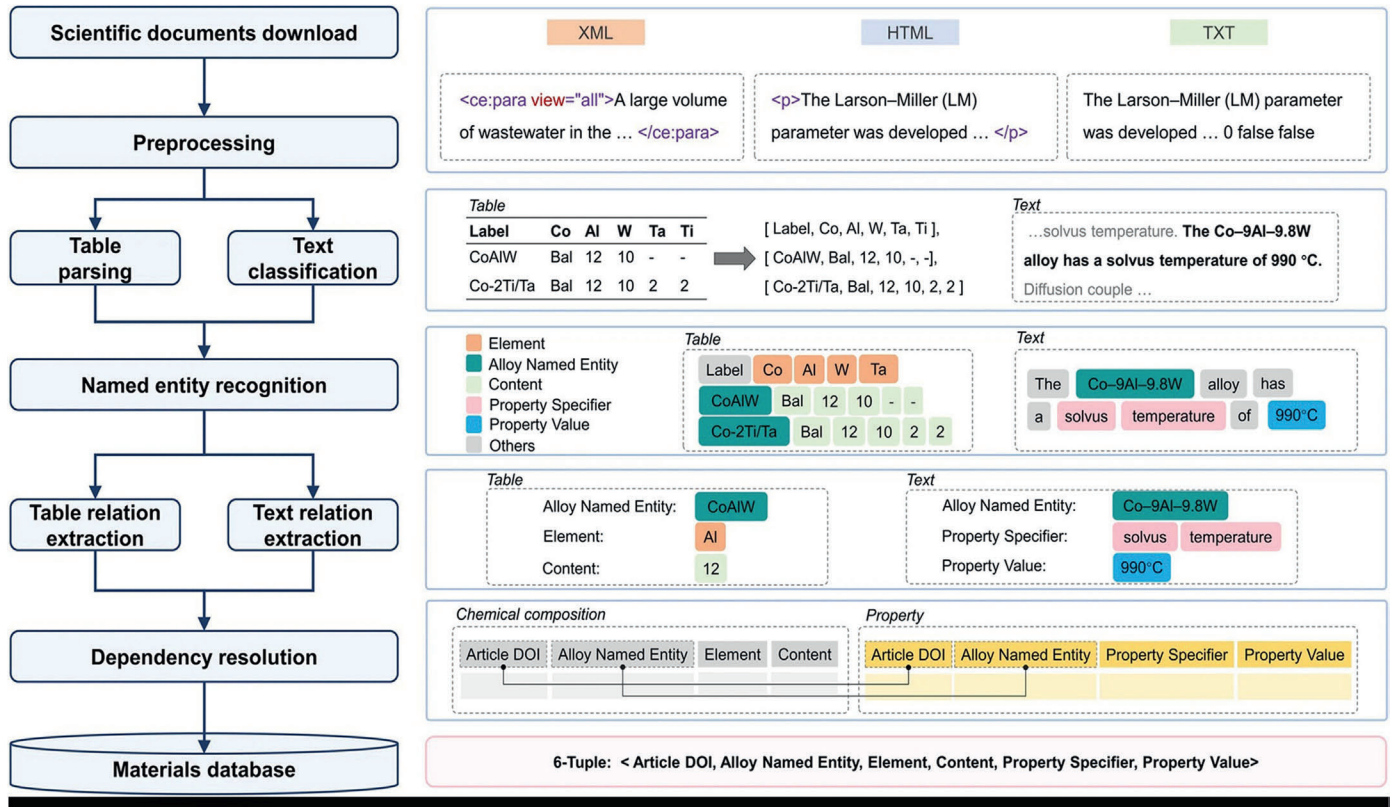 Scientific documents download
Preprocessing
Table
parsing
Text
classification
Named entity recognition
Table relation
extraction
Text relation
extraction
Dependency resolution
Materials database
XML
HTML
TXT
<ce:para view="all">A large volume
of wastewater in the … </ce:para>
<p>The Larson–Miller (LM)
parameter was developed … </p>
The Larson–Miller (LM) parameter
was developed … 0 false false
Table
Label Co Al W Ta Ti
CoAlW Bal 12 10 - -
Co-2Ti/Ta Bal 12 10 2 2
[ Label, Co, Al, W, Ta, Ti ],
[ CoAlW, Bal, 12, 10, -, -],
[ Co-2Ti/Ta, Bal, 12, 10, 2, 2 ]
Text
…solvus temperature. The Co–9Al–9.8W
alloy has a solvus temperature of 990 °C.
Diffusion couple …
Element
Alloy Named Entity
Content
Property Specifier
Property Value
Others
Table
Label Co Al W Ta
CoAlW Bal 12 10 - -
Co-2Ti/Ta Bal 12 10 2 2
Text
The Co–9Al–9.8W alloy has
a solvus temperature of 990°C
Table
Alloy Named Entity: CoAlW
Element: Al
Content: 12
Text
Alloy Named Entity: Co–9Al–9.8W
Property Specifier: solvus temperature
Property Value: 990°C
Chemical composition
Article DOI Alloy Named Entity Element Content
Property
Article DOI Alloy Named Entity Property Specifier Property Value
6-Tuple: < Article DOI, Alloy Named Entity, Element, Content, Property Specifier, Property Value>